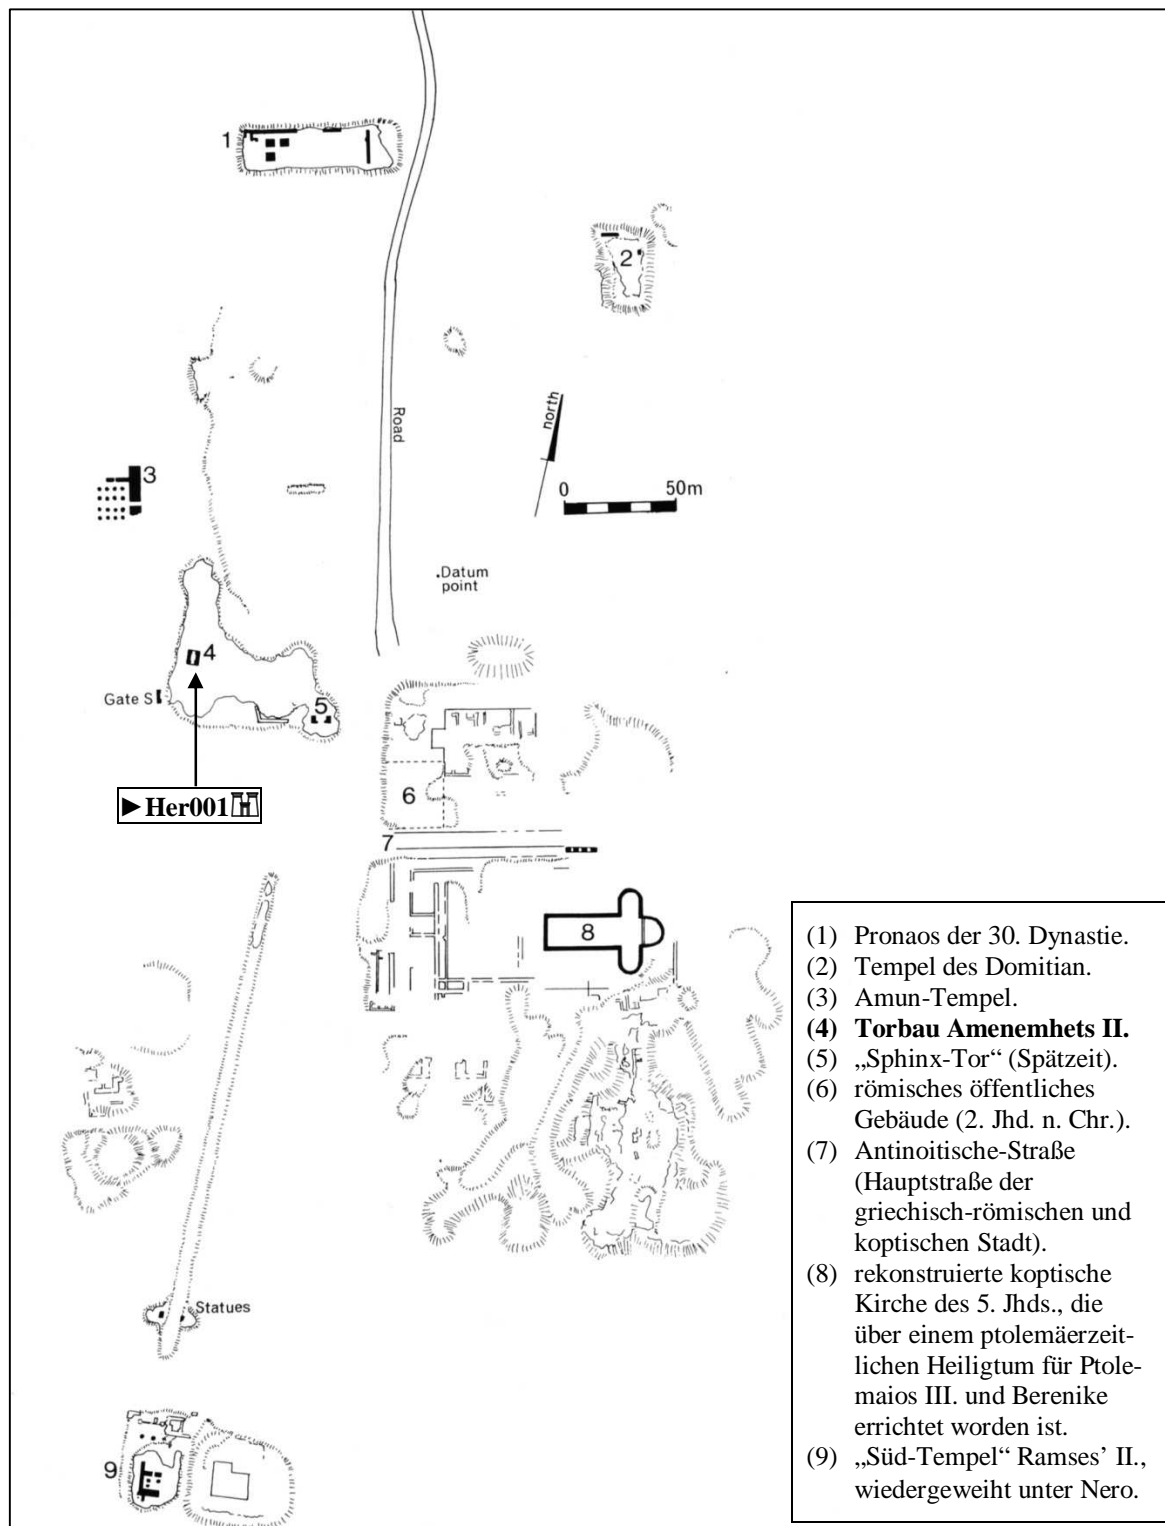 1
2
north
Road
3
0 50m
Datum
point
4
Gate S
5
►Her001
6
7
8
Statues
9
(1) Pronaos der 30. Dynastie.
(2) Tempel des Domitian.
(3) Amun-Tempel.
(4) Torbau Amenemhets II.
(5) „Sphinx-Tor“ (Spätzeit).
(6) römisches öffentliches
Gebäude (2. Jhd. n. Chr.).
(7) Antinoitische-Straße
(Hauptstraße der
griechisch-römischen und
koptischen Stadt).
(8) rekonstruierte koptische
Kirche des 5. Jhds., die
über einem ptolemäerzeit-
lichen Heiligtum für Ptole-
maios III. und Berenike
errichtet worden ist.
(9) „Süd-Tempel“ Ramses’ II.,
wiedergeweiht unter Nero.